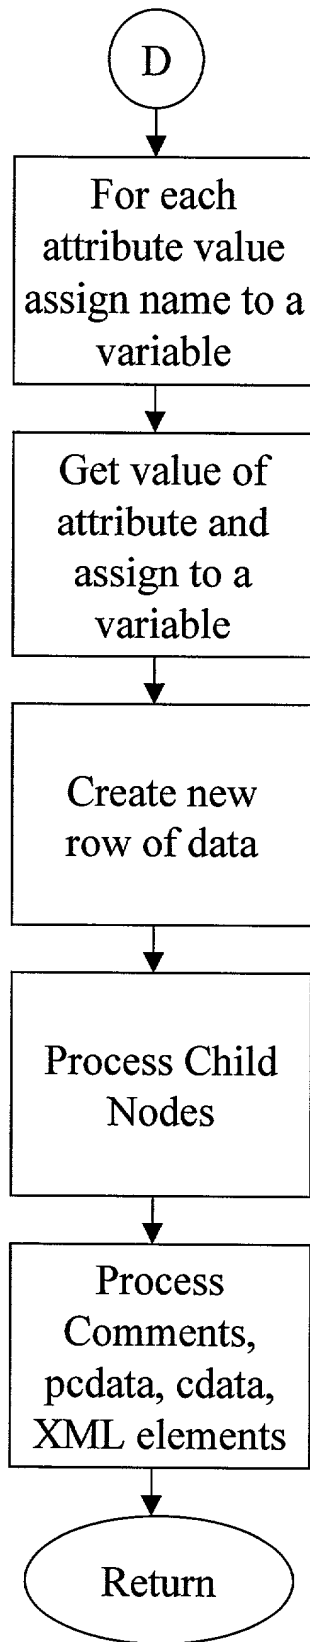 D
For each
attribute value
assign name to a
variable
Get value of
attribute and
assign to a
variable
Create new
row of data
Process Child
Nodes
Process
Comments,
pcdata, cdata,
XML elements
Return